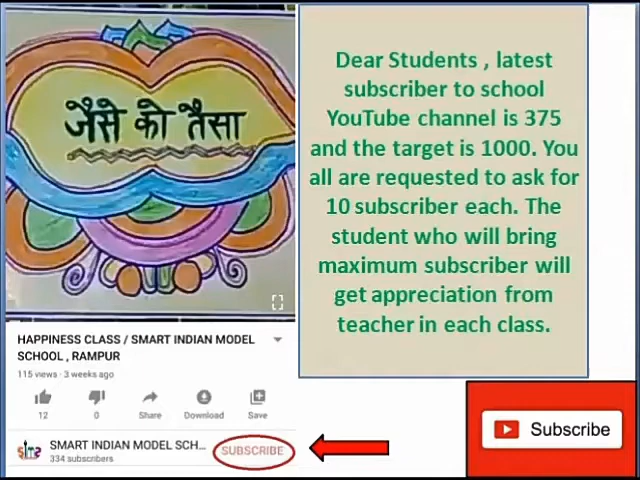 जैसे को तैसा
HAPPINESS CLASS / SMART INDIAN MODEL
SCHOOL , RAMPUR
115 views · 3 weeks ago
12
0
Share
Download
Save
SMART INDIAN MODEL SCH...
334 subscribers
SUBSCRIBE
Dear Students , latest
subscriber to school
YouTube channel is 375
and the target is 1000. You
all are requested to ask for
10 subscriber each. The
student who will bring
maximum subscriber will
get appreciation from
teacher in each class.
Subscribe